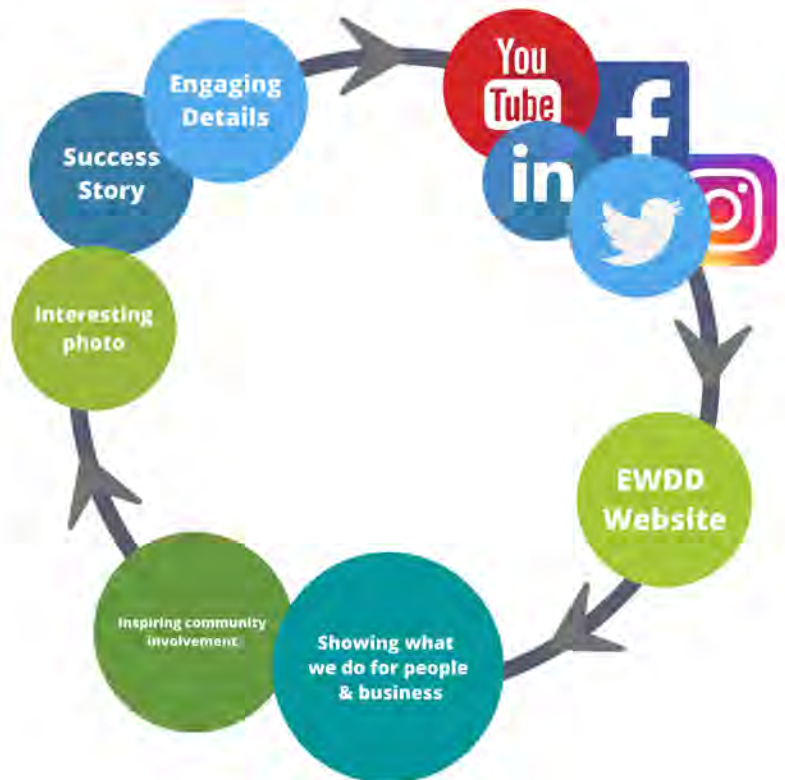 Engaging
Details
You
Tube
f
in
Success
Story
Interesting
photo
EWDD
Website
Inspiring community
involvement
Showing what
we do for people
& business